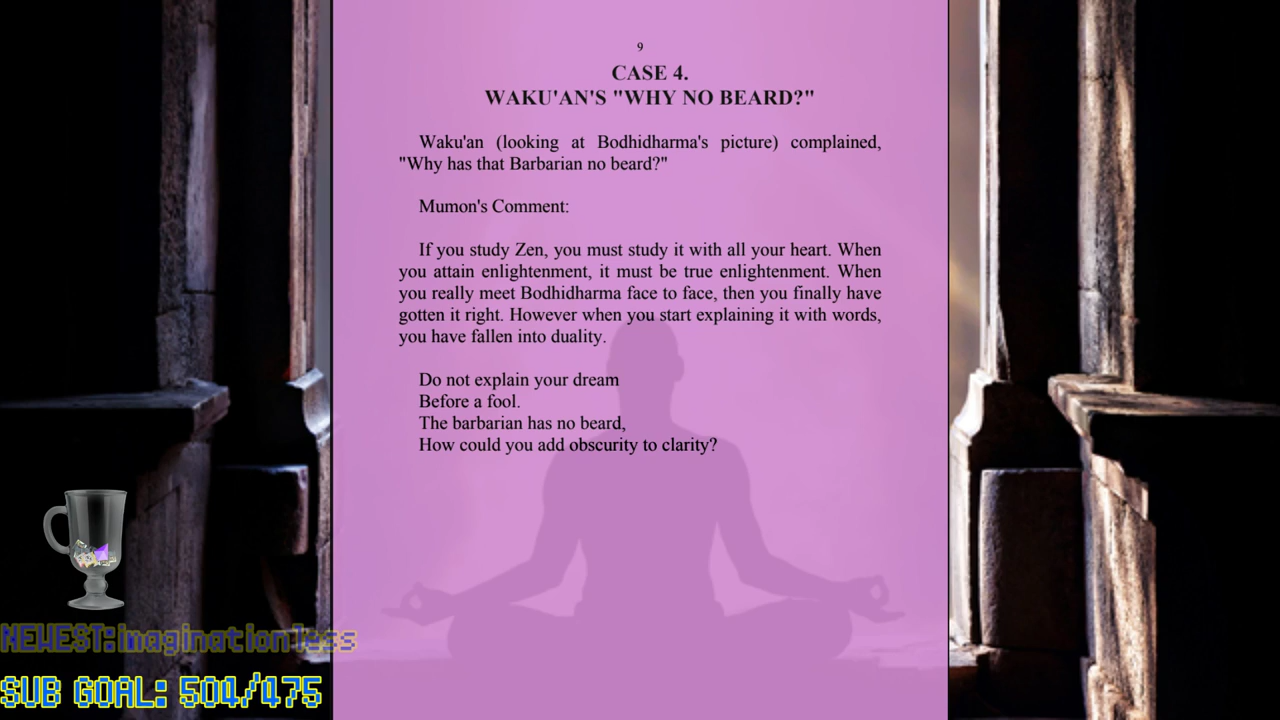 9
CASE 4.
WAKU'AN'S "WHY NO BEARD?"
Waku'an (looking at Bodhidharma's picture) complained,
"Why has that Barbarian no beard?"
Mumon's Comment:
If you study Zen, you must study it with all your heart. When
you attain enlightenment, it must be true enlightenment. When
you really meet Bodhidharma face to face, then you finally have
gotten it right. However when you start explaining it with words,
you have fallen into duality.
Do not explain your dream
Before a fool.
The barbarian has no beard,
How could you add obscurity to clarity?
NEWEST:imaginationless
SUB GOAL: 504/475